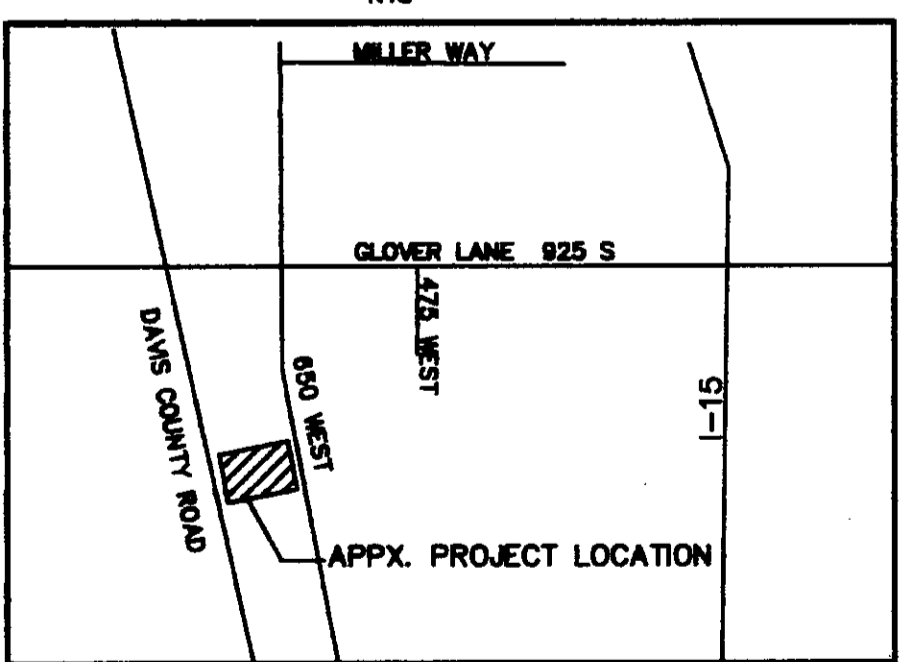 MILLER WAY
GLOVER LANE 925 S
475 WEST
DAVIS COUNTY ROAD
650 WEST
I-15
APPX. PROJECT LOCATION